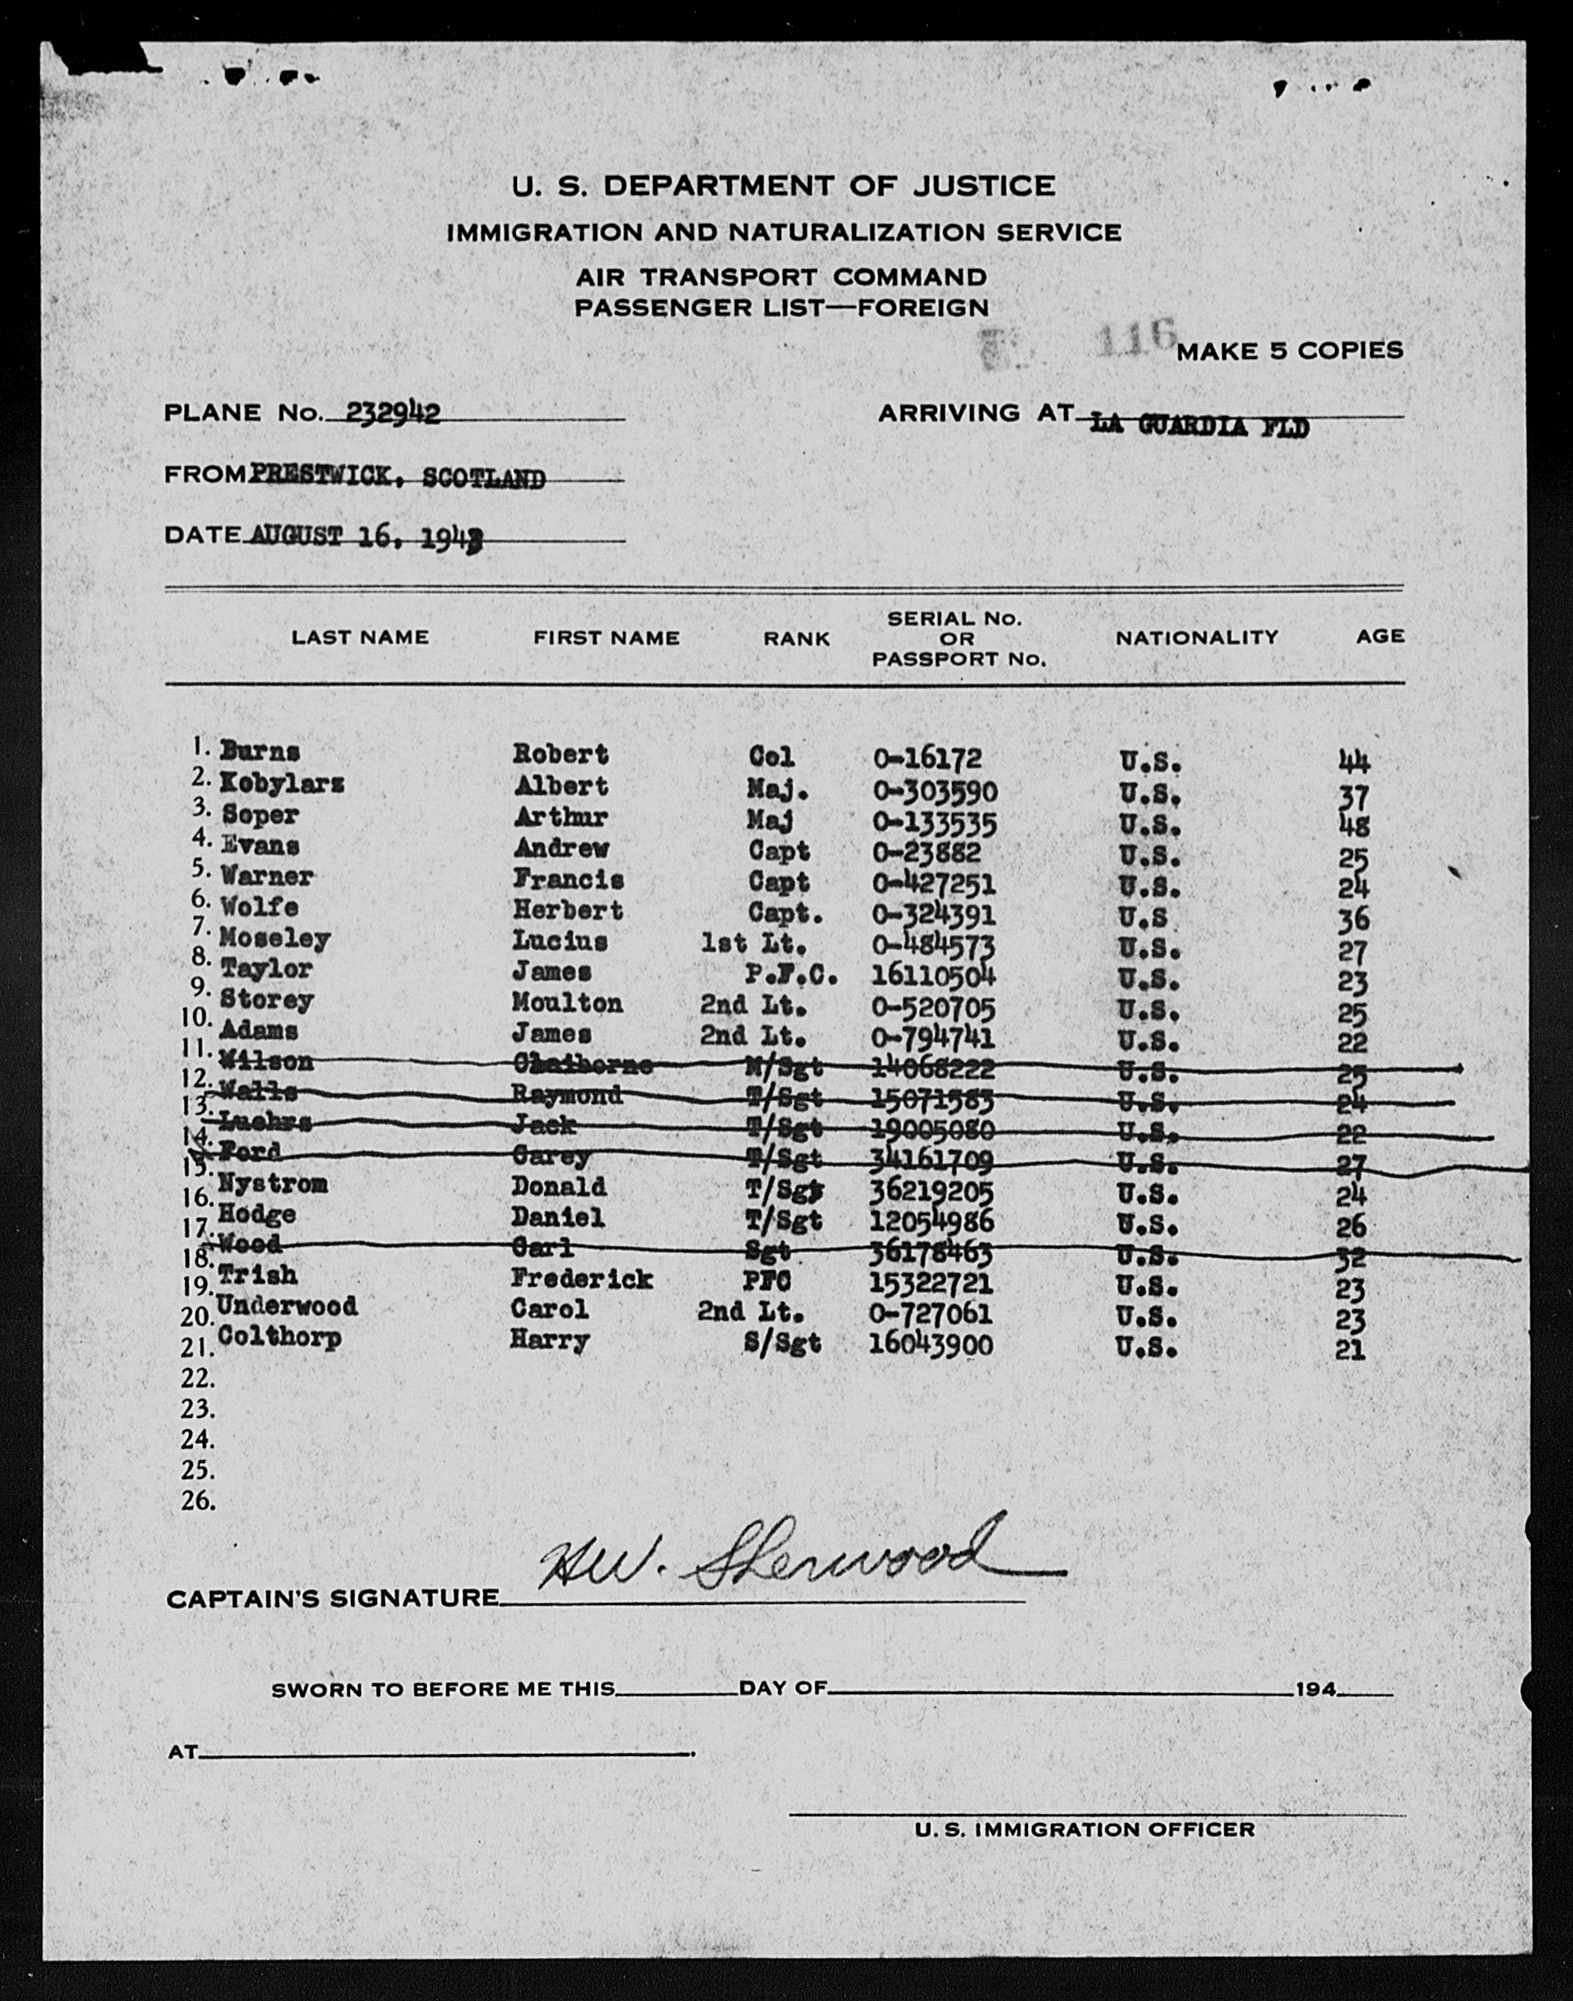 U. S. DEPARTMENT OF JUSTICE
IMMIGRATION AND NATURALIZATION SERVICE
AIR TRANSPORT COMMAND
PASSENGER LIST—FOREIGN
116
MAKE 5 COPIES
PLANE No. 232942 ARRIVING AT LA GUARDIA FLD
FROM PRESTWICK, SCOTLAND
DATE AUGUST 16, 1943
LAST NAME FIRST NAME RANK SERIAL No. OR PASSPORT No. NATIONALITY AGE
1. Burns Robert Col 0-16172 U.S. 44
2. Kobylarz Albert Maj. 0-303590 U.S. 37
3. Soper Arthur Maj 0-133535 U.S. 48
4. Evans Andrew Capt 0-23882 U.S. 25
5. Warner Francis Capt 0-427251 U.S. 24
6. Wolfe Herbert Capt. 0-324391 U.S 36
7. Moseley Lucius 1st Lt. 0-484573 U.S. 27
8. Taylor James P.F.C. 16110504 U.S. 23
9. Storey Moulton 2nd Lt. 0-520705 U.S. 25
10. Adams James 2nd Lt. 0-794741 U.S. 22
11. Wilson Claiborne M/Sgt 14068222 U.S. 25
12. Walls Raymond T/Sgt 15071583 U.S. 24
13. Luehrs Jack T/Sgt 19005080 U.S. 22
14. Ford Carey T/Sgt 34161709 U.S. 27
15. Nystrom Donald T/Sgt 36219205 U.S. 24
16. Hodge Daniel T/Sgt 12054986 U.S. 26
17. Wood Carl Sgt 36178463 U.S. 32
18. Trish Frederick PFC 15322721 U.S. 23
19. Underwood Carol 2nd Lt. 0-727061 U.S. 23
20. Colthorp Harry S/Sgt 16043900 U.S. 21
21.
22.
23.
24.
25.
26.
CAPTAIN'S SIGNATURE HW. Sherwood
SWORN TO BEFORE ME THIS DAY OF 194
AT .
U. S. IMMIGRATION OFFICER